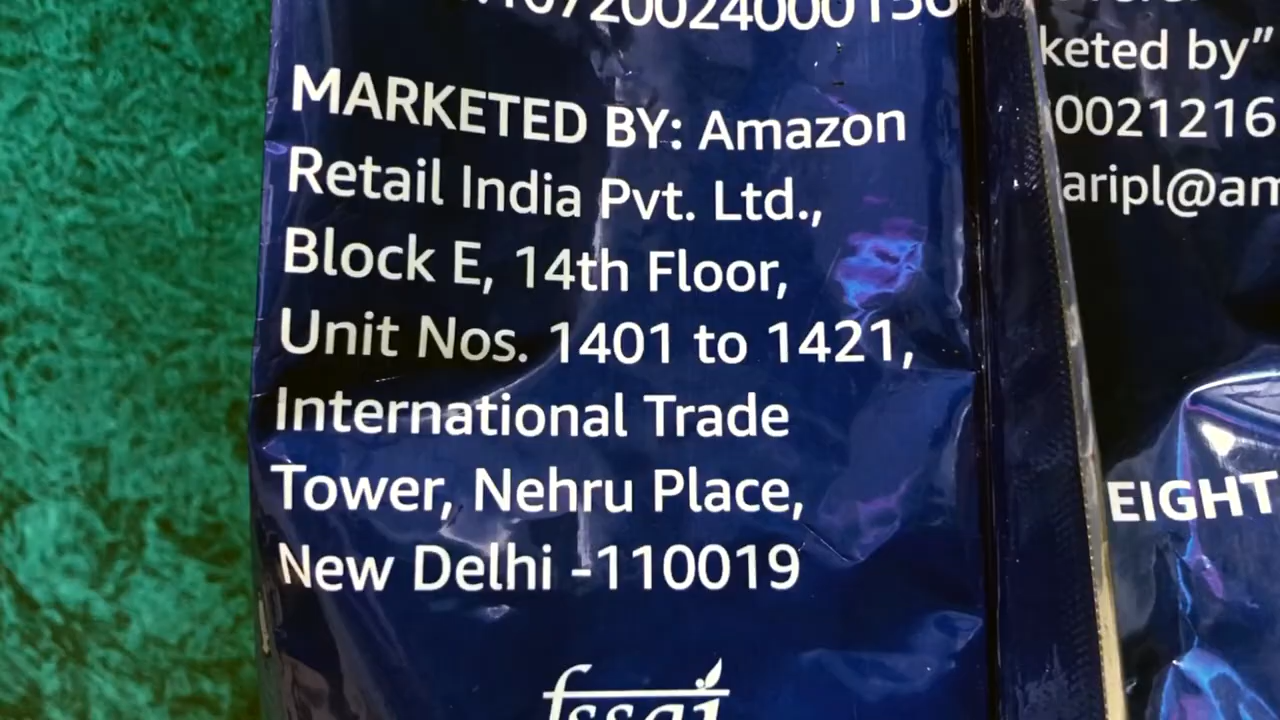 MARKETED BY: Amazon
Retail India Pvt. Ltd.,
Block E, 14th Floor,
Unit Nos. 1401 to 1421,
International Trade
Tower, Nehru Place,
New Delhi -110019
fssai
keted by”
0021216
aripl@am
EIGHT